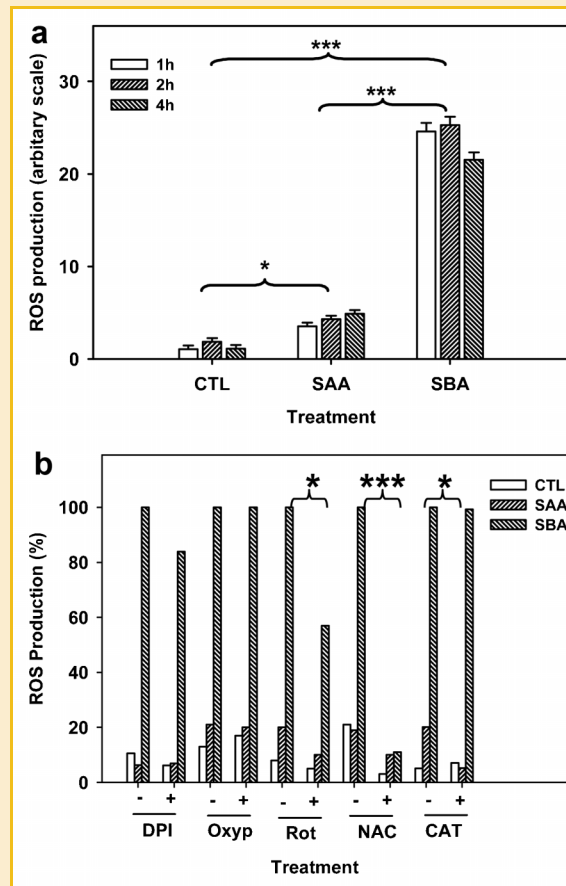 a
1h
2h
4h
***
***
*
ROS production (arbitary scale)
30
20
10
0
CTL SAA SBA
Treatment
b
* *** *
CTL
SAA
SBA
ROS Production (%)
100
80
60
40
20
0
- + - + - + - + - +
DPI Oxyp Rot NAC CAT
Treatment